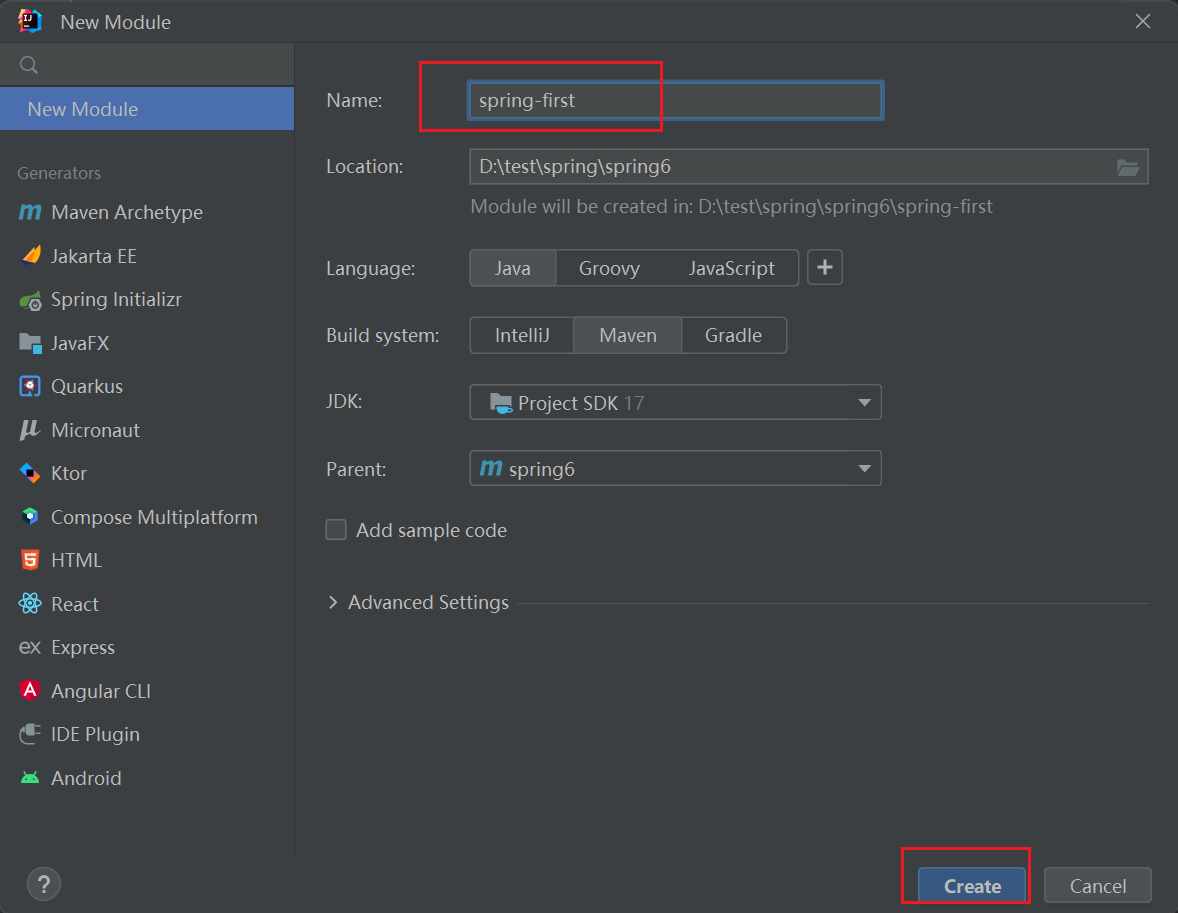 New Module
New Module
Generators
Maven Archetype
Jakarta EE
Spring Initializr
JavaFX
Quarkus
Micronaut
Ktor
Compose Multiplatform
HTML
React
Express
Angular CLI
IDE Plugin
Android
Name: spring-first
Location: D:\test\spring\spring6
Module will be created in: D:\test\spring\spring6\spring-first
Language: Java Groovy JavaScript +
Build system: IntelliJ Maven Gradle
JDK: Project SDK 17
Parent: m spring6
Add sample code
Advanced Settings
? Create Cancel